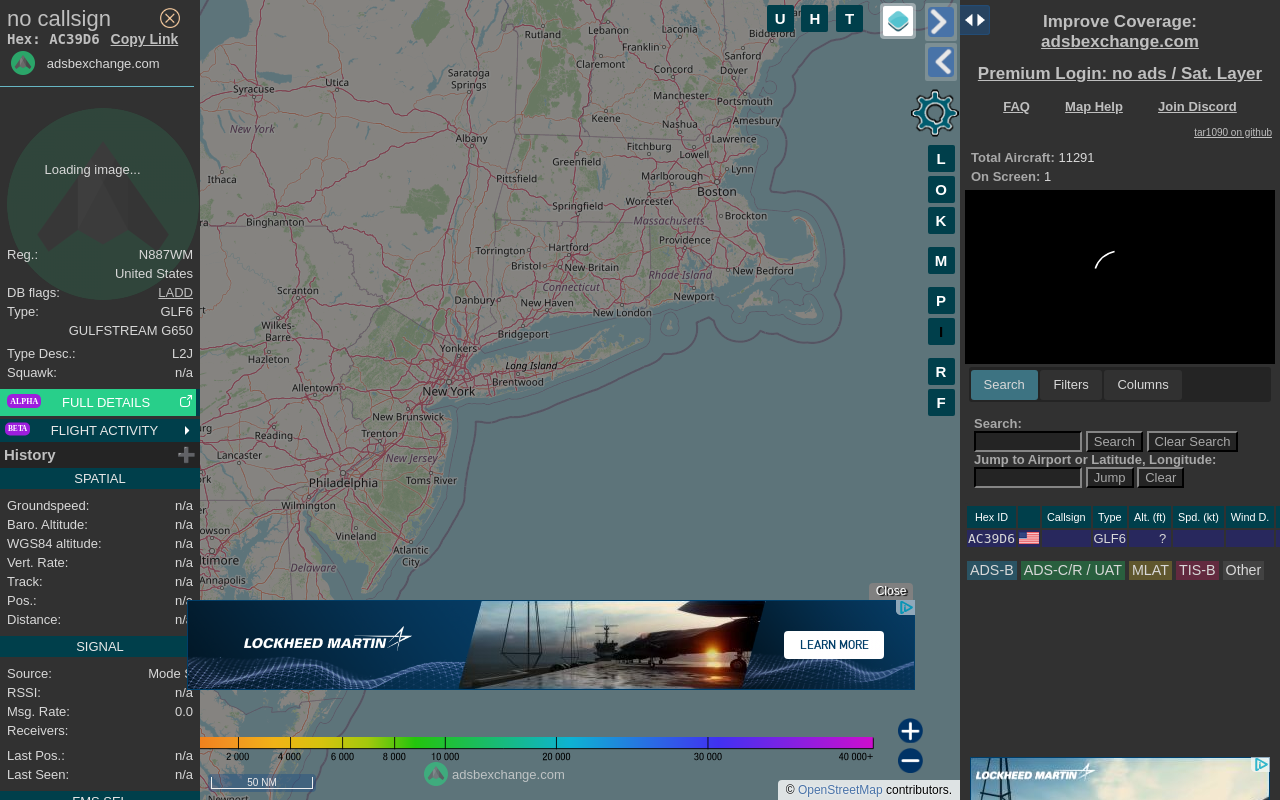 no callsign
Hex: AC39D6 Copy Link
adsbexchange.com
Loading image...
Reg.: N887WM
United States
DB flags: LADD
Type: GLF6
GULFSTREAM G650
Type Desc.: L2J
Squawk: n/a
ALPHA FULL DETAILS
BETA FLIGHT ACTIVITY
History
SPATIAL
Groundspeed: n/a
Baro. Altitude: n/a
WGS84 altitude: n/a
Vert. Rate: n/a
Track: n/a
Pos.: n/a
Distance: n/a
SIGNAL
Source: Mode S
RSSI: n/a
Msg. Rate: 0.0
Receivers:
Last Pos.: n/a
Last Seen: n/a
FMS SEL
U H T
L
O
K
M
P
I
R
F
Rutland
Lebanon
Laconia
Biddeford
Franklin
Sanford
Claremont
Concord
Dover
Saratoga
Springs
Utica
Syracuse
Manchester
Portsmouth
Keene
Nashua
Amesbury
New York
Albany
Lawrence
Fitchburg
Lowell
Greenfield
Lynn
Ithaca
Pittsfield
Marlborough
Boston
Worcester
Springfield
Binghamton
Massachusetts
Brockton
Torrington
Hartford
Providence
Bristol
New Britain
Rhode Island
New Bedford
Connecticut
Scranton
Danbury
New Haven
Newport
New London
Wilkes-
Barre
Bridgeport
Hazleton
Yonkers
Long Island
Allentown
New York
Brentwood
New Brunswick
Reading
Trenton
Lancaster
New Jersey
Philadelphia
Toms River
Wilmington
Vineland
Atlantic
City
Annapolis
Delaware
Close
LOCKHEED MARTIN
LEARN MORE
2 000 4 000 6 000 8 000 10 000 20 000 30 000 40 000+
50 NM
adsbexchange.com
© OpenStreetMap contributors.
Newport
Improve Coverage:
adsbexchange.com
Premium Login: no ads / Sat. Layer
FAQ Map Help Join Discord
tar1090 on github
Total Aircraft: 11291
On Screen: 1
Search Filters Columns
Search:
Search Clear Search
Jump to Airport or Latitude, Longitude:
Jump Clear
Hex ID Callsign Type Alt. (ft) Spd. (kt) Wind D.
AC39D6 GLF6 ?
ADS-B ADS-C/R / UAT MLAT TIS-B Other
LOCKHEED MARTIN